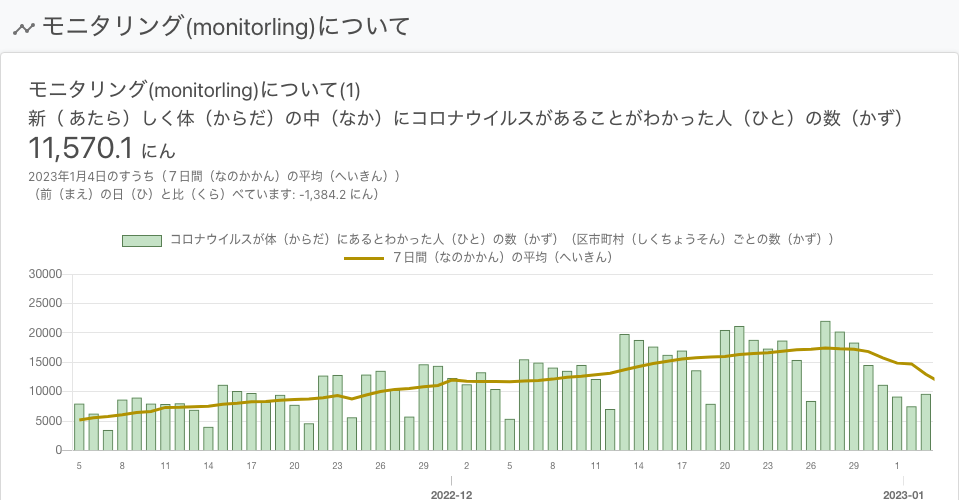 モニタリング(monitorling)について
モニタリング(monitorling)について(1)
新（ あたら）しく体（からだ）の中（なか）にコロナウイルスがあることがわかった人（ひと）の数（かず）
11,570.1 にん
2023年1月4日のすうち（７日間（なのかかん）の平均（へいきん））
（前（まえ）の日（ひ）と比（くら）べています: -1,384.2 にん）
コロナウイルスが体（からだ）にあるとわかった人（ひと）の数（かず）（区市町村（しくちょうそん）ごとの数（かず））
７日間（なのかかん）の平均（へいきん）
30000
25000
20000
15000
10000
5000
0
5 8 11 14 17 20 23 26 29 2 5 8 11 14 17 20 23 26 29 1
2022-12 2023-01